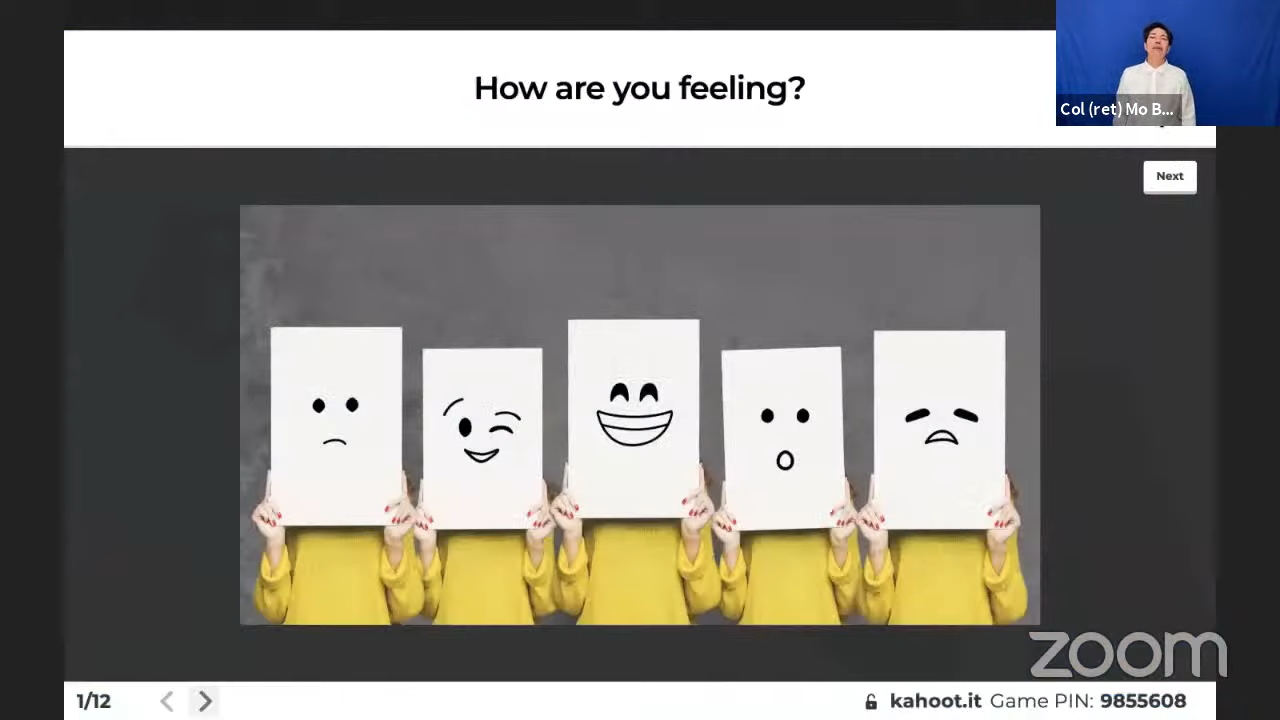 How are you feeling?
Col (ret) Mo B...
Next
zoom
1/12
kahoot.it Game PIN: 9855608